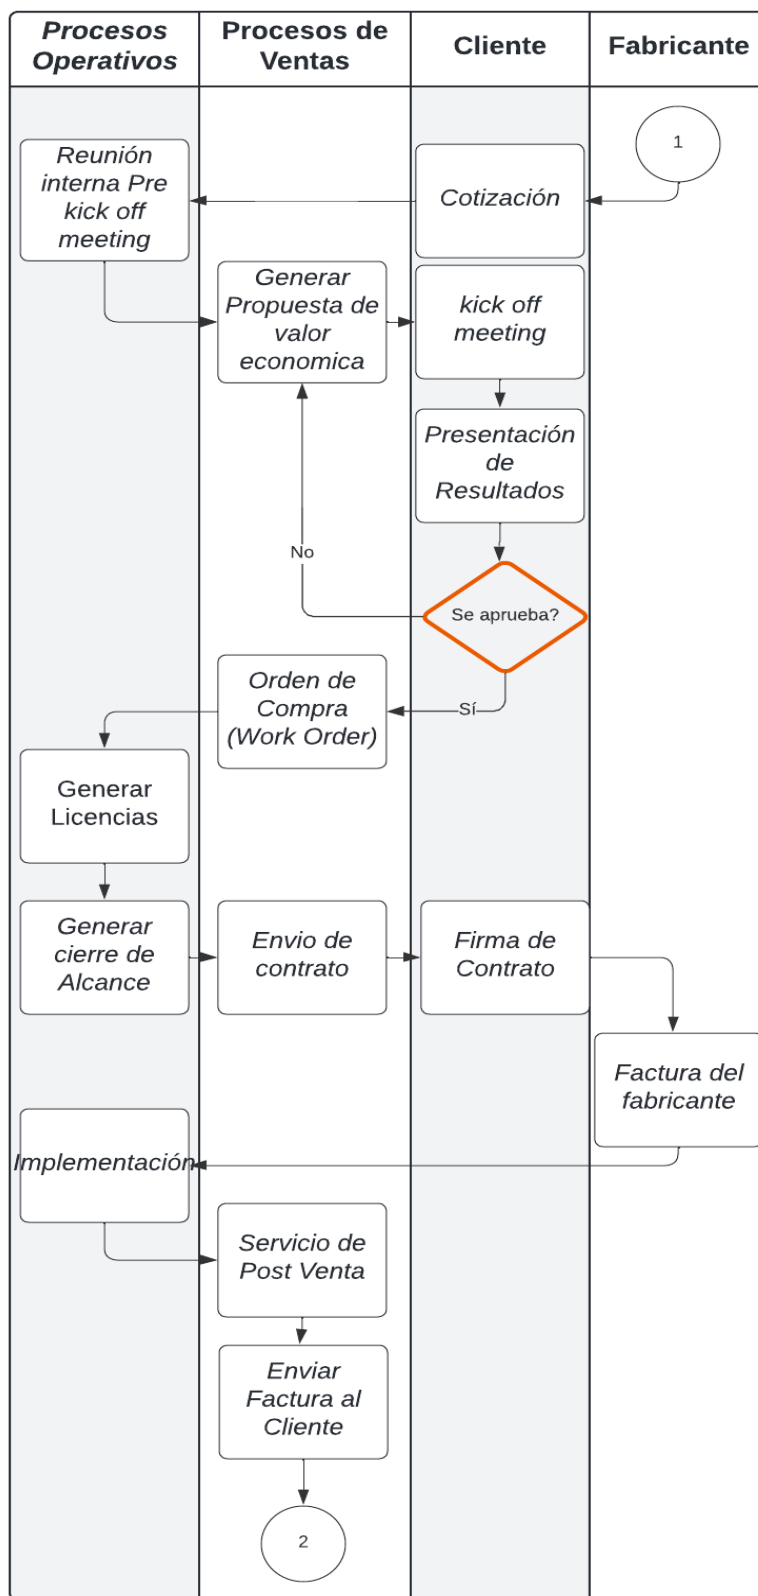 Procesos
Operativos
Procesos de
Ventas
Cliente
Fabricante
1
Reunión
interna Pre
kick off
meeting
Cotización
Generar
Propuesta de
valor
economica
kick off
meeting
Presentación
de
Resultados
No
Se aprueba?
Orden de
Compra
(Work Order)
Sí
Generar
Licencias
Generar
cierre de
Alcance
Envio de
contrato
Firma de
Contrato
Factura del
fabricante
Implementación
Servicio de
Post Venta
Enviar
Factura al
Cliente
2